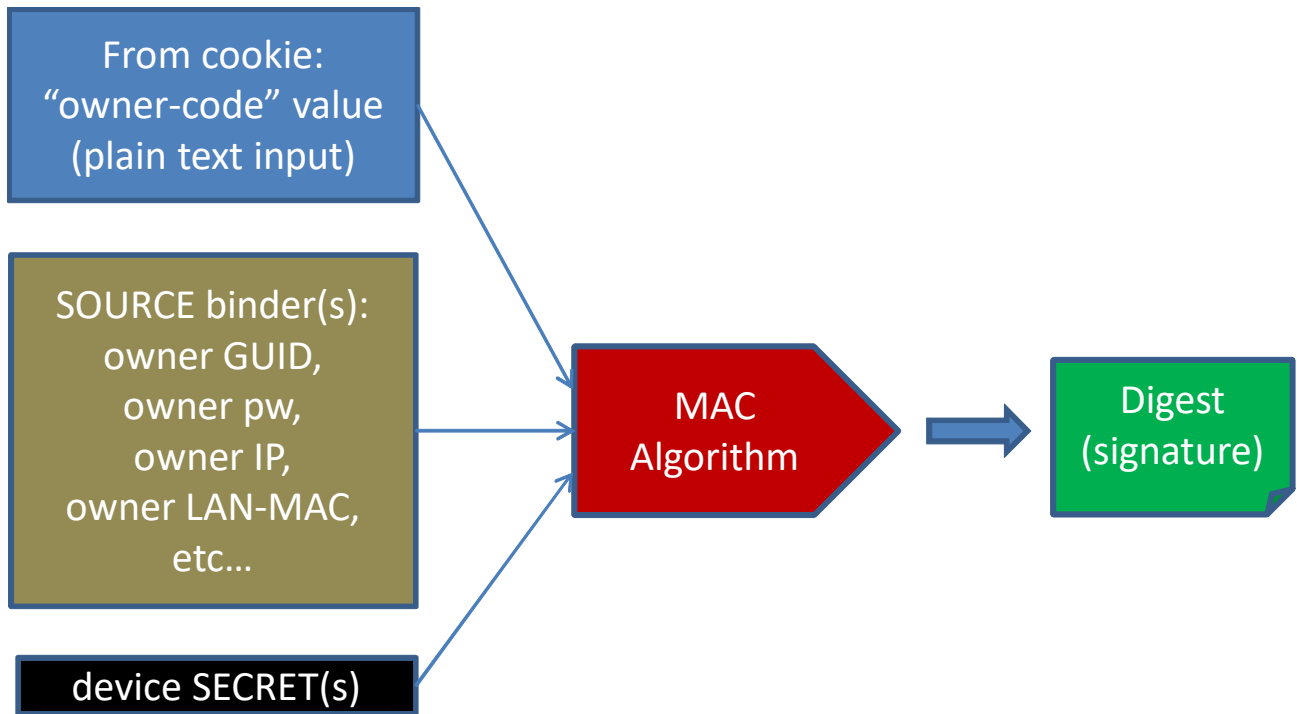 From cookie:
“owner-code” value
(plain text input)
SOURCE binder(s):
owner GUID,
owner pw,
owner IP,
owner LAN-MAC,
etc…
device SECRET(s)
MAC
Algorithm
Digest
(signature)